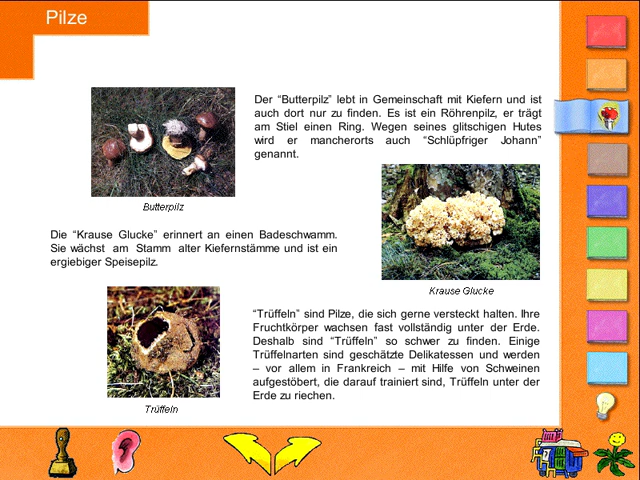 Pilze
Der “Butterpilz” lebt in Gemeinschaft mit Kiefern und ist
auch dort nur zu finden. Es ist ein Röhrenpilz, er trägt
am Stiel einen Ring. Wegen seines glitschigen Hutes
wird er mancherorts auch “Schlüpfriger Johann”
genannt.
Butterpilz
Die “Krause Glucke” erinnert an einen Badeschwamm.
Sie wächst am Stamm alter Kiefernstämme und ist ein
ergiebiger Speisepilz.
Krause Glucke
“Trüffeln” sind Pilze, die sich gerne versteckt halten. Ihre
Fruchtkörper wachsen fast vollständig unter der Erde.
Deshalb sind “Trüffeln” so schwer zu finden. Einige
Trüffelnarten sind geschätzte Delikatessen und werden
– vor allem in Frankreich – mit Hilfe von Schweinen
aufgestöbert, die darauf trainiert sind, Trüffeln unter der
Erde zu riechen.
Trüffeln